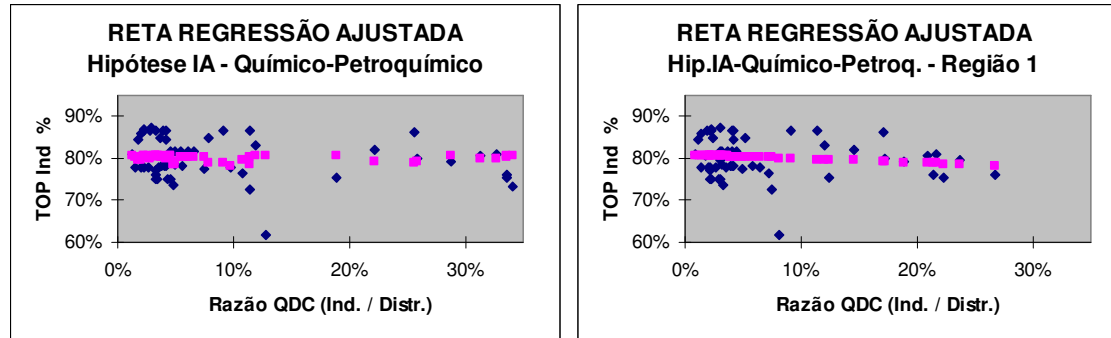 RETA REGRESSÃO AJUSTADA
Hipótese IA - Químico-Petroquímico
TOP Ind %
90%
80%
70%
60%
0%
10%
20%
30%
Razão QDC (Ind. / Distr.)
RETA REGRESSÃO AJUSTADA
Hip.IA-Químico-Petroq. - Região 1
TOP Ind %
90%
80%
70%
60%
0%
10%
20%
30%
Razão QDC (Ind. / Distr.)